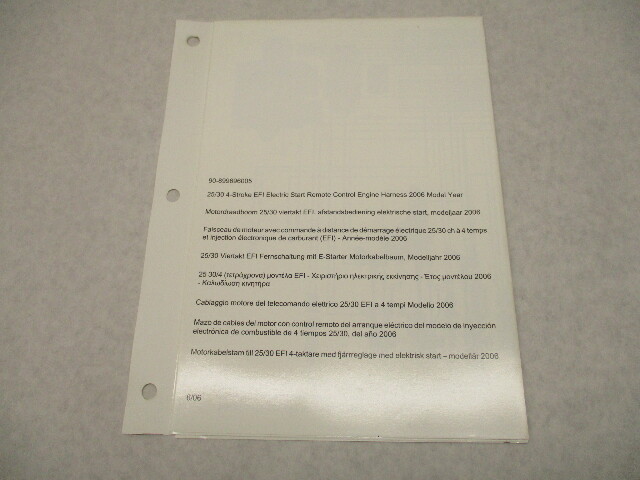 90-899896005
25/30 4-Stroke EFI Electric Start Remote Control Engine Harness 2006 Model Year
Motordraadboom 25/30 viertakt EFI, afstandsbediening elektrische start, modeljaar 2006
Faisceau de moteur avec commande à distance de démarrage électrique 25/30 ch à 4 temps
et injection électronique de carburant (EFI) - Année-modèle 2006
25/30 Viertakt EFI Fernschaltung mit E-Starter Motorkabelbaum, Modelljahr 2006
25 30/4 (τετράχρονο) μοντέλα EFI - Χειριστήριο ηλεκτρικής εκκίνησης - Έτος μοντέλου 2006
- Καλωδίωση κινητήρα
Cablaggio motore del telecomando elettrico 25/30 EFI a 4 tempi Modello 2006
Mazo de cables del motor con control remoto del arranque eléctrico del modelo de inyección
electrónica de combustible de 4 tiempos 25/30, del año 2006
Motorkabelstam till 25/30 EFI 4-taktare med fjärrreglage med elektrisk start – modellår 2006
6/06